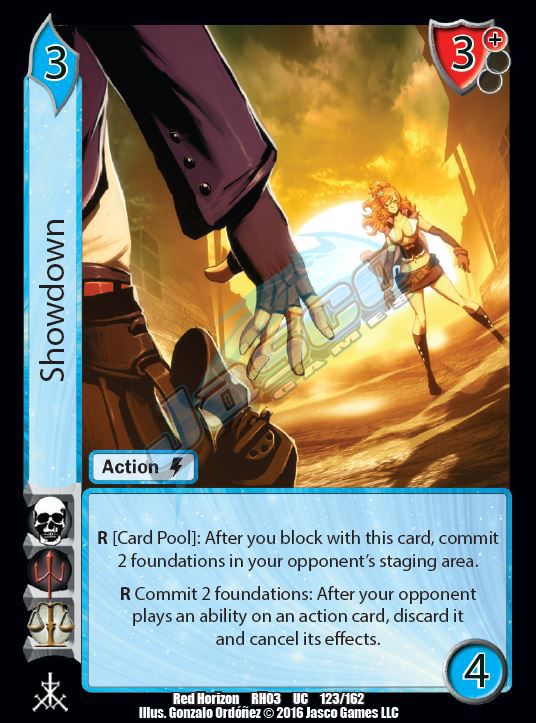 3
3
+
Showdown
JASCO
GAMES
Action
R [Card Pool]: After you block with this card, commit
2 foundations in your opponent's staging area.
R Commit 2 foundations: After your opponent
plays an ability on an action card, discard it
and cancel its effects.
4
Red Horizon RH03 UC 123/162
Illus. Gonzalo Ordóñez © 2016 Jasco Games LLC